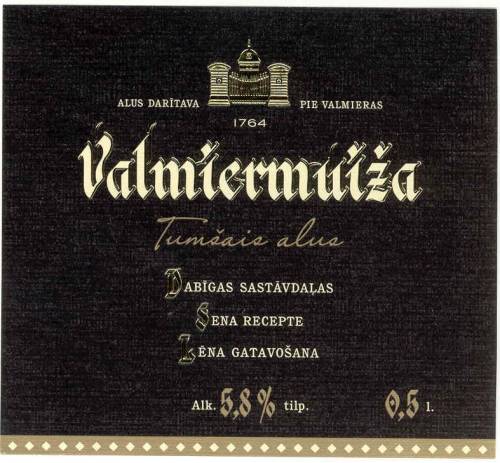 ALUS DARĪTAVA PIE VALMIERAS
1764
Valmiermuiža
Tumšais alus
DABĪGAS SASTĀVDAĻAS
SENA RECEPTE
LĒNA GATAVOŠANA
Alk. 5,8% tilp. 0,5 l.